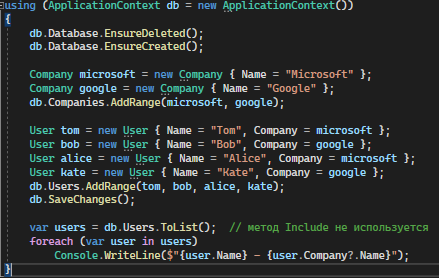 using (ApplicationContext db = new ApplicationContext())
{
db.Database.EnsureDeleted();
db.Database.EnsureCreated();
Company microsoft = new Company { Name = "Microsoft" };
Company google = new Company { Name = "Google" };
db.Companies.AddRange(microsoft, google);
User tom = new User { Name = "Tom", Company = microsoft };
User bob = new User { Name = "Bob", Company = google };
User alice = new User { Name = "Alice", Company = microsoft };
User kate = new User { Name = "Kate", Company = google };
db.Users.AddRange(tom, bob, alice, kate);
db.SaveChanges();
var users = db.Users.ToList();  // метод Include не используется
foreach (var user in users)
Console.WriteLine($"{user.Name} – {user.Company?.Name}");
}